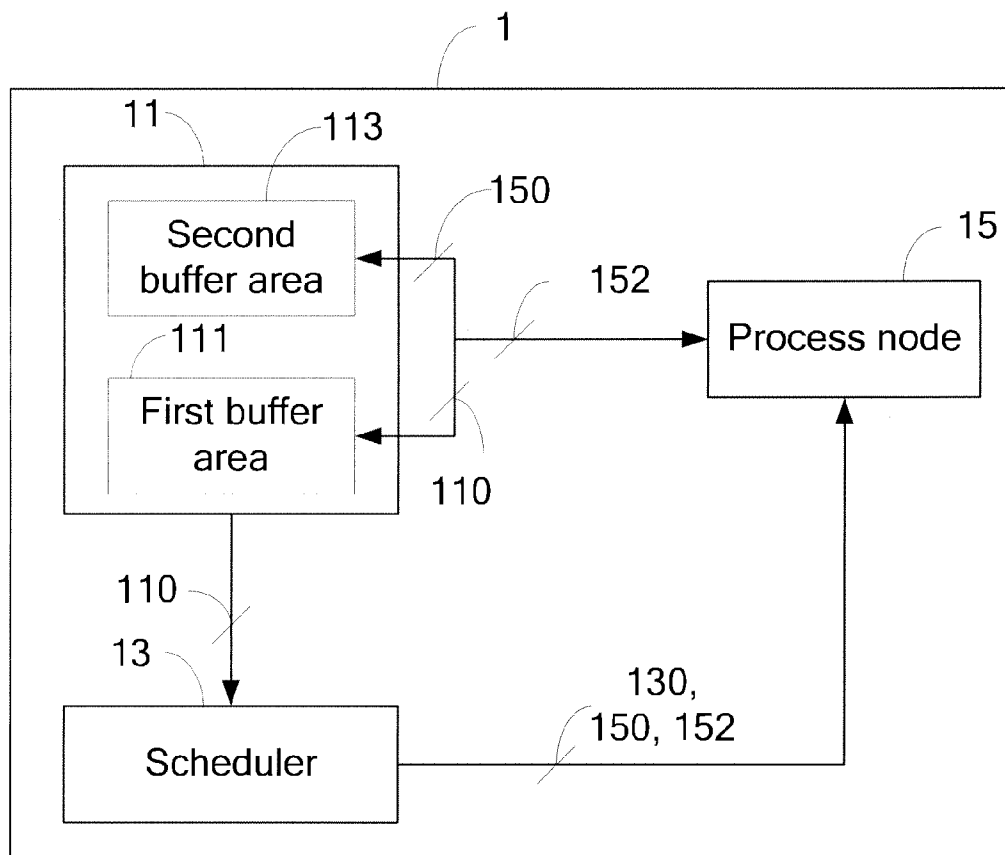 1
11
113
Second
buffer area
150
15
152
Process node
111
First buffer
area
110
110
13
130,
150, 152
Scheduler